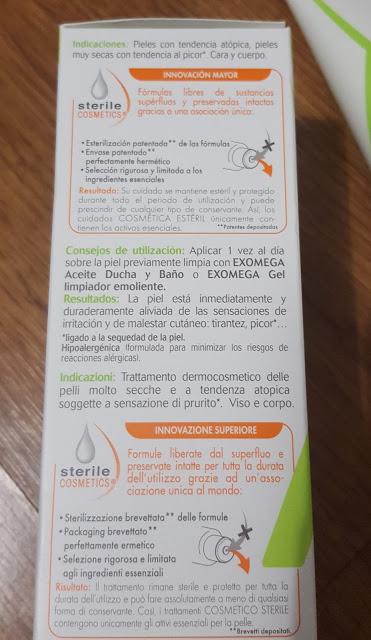 Indicaciones: Pieles con tendencia atópica, pieles
muy secas con tendencia al picor*. Cara y cuerpo.
INNOVACIÓN MAYOR
sterile
COSMETICS®
Fórmulas libres de sustancias
supérfluas y preservadas intactas
gracias a una asociación única:
• Esterilización patentada** de las fórmulas
• Envase patentado**
perfectamente hermético
• Selección rigurosa y limitada a los
ingredientes esenciales
Resultado: Su cuidado se mantiene estéril y protegido
durante todo el periodo de utilización y puede
prescindir de cualquier tipo de conservante. Así, los
cuidados COSMÉTICA ESTÉRIL únicamente con-
tienen los activos esenciales.
**Patentes depositadas
Consejos de utilización: Aplicar 1 vez al día
sobre la piel previamente limpia con EXOMEGA
Aceite Ducha y Baño o EXOMEGA Gel
limpiador emoliente.
Resultados: La piel está inmediatamente y
duraderamente aliviada de las sensaciones de
irritación y de malestar cutáneo: tirantez, picor*...
*ligado a la sequedad de la piel.
Hipoalergénica (formulada para minimizar los riesgos de
reacciones alérgicas).
Indicazioni: Trattamento dermocosmetico delle
pelli molto secche e a tendenza atopica
soggette a sensazione di prurito*. Viso e corpo.
INNOVAZIONE SUPERIORE
sterile
COSMETICS®
Formule liberate dal superfluo e
preservate intatte per tutta la durata
dell'utilizzo grazie ad un'asso-
ciazione unica al mondo:
• Sterilizzazione brevettata** delle formule
• Packaging brevettato**
perfettamente ermetico
• Selezione rigorosa e limitata
agli ingredienti essenziali
Risultato: Il trattamento rimane sterile e protetto per tutta la
durata dell'utilizzo e può fare assolutamente a meno di qualsiasi
forma di conservante. Così, i trattamenti COSMETICO STERILE
contengono unicamente gli attivi essenziali per la pelle.
**Brevetti depositati